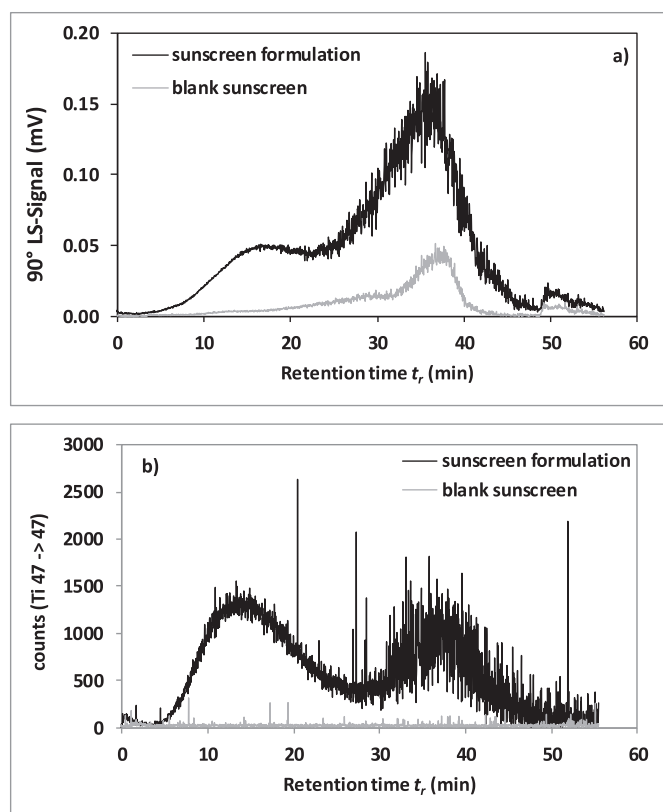 0.20
sunscreen formulation
a)
blank sunscreen
0.15
0.10
0.05
0.00
90° LS-Signal (mV)
0 10 20 30 40 50 60
Retention time tr (min)
3000
b)
sunscreen formulation
blank sunscreen
2500
2000
1500
1000
500
0
counts (Ti 47 -> 47)
0 10 20 30 40 50 60
Retention time tr (min)